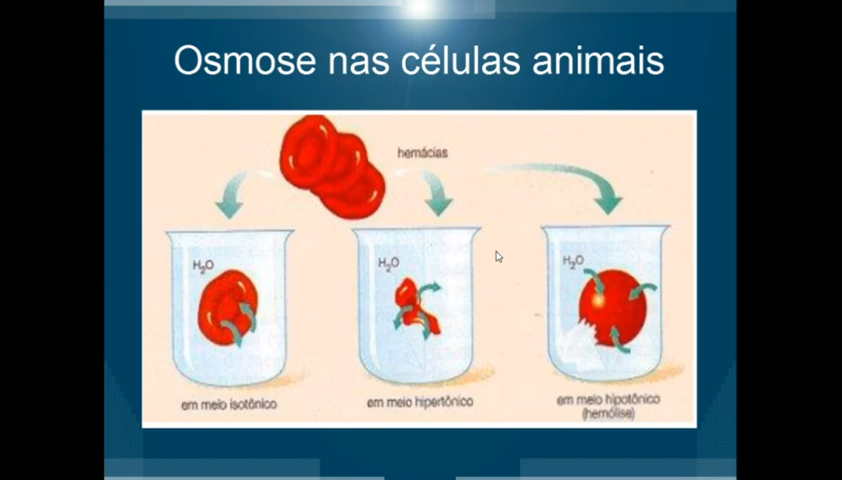 Osmose nas células animais
hemácias
H₂O
H₂O
H₂O
em meio isotônico
em meio hipertônico
em meio hipotônico
(hemólise)